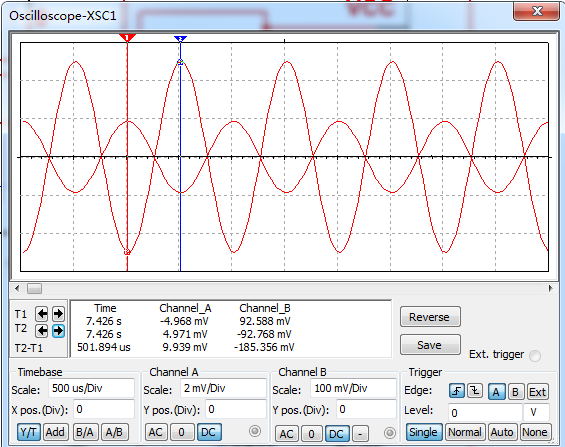 VCC
Oscilloscope-XSC1
1 2
Time Channel_A Channel_B
T1 7.426 s -4.968 mV 92.588 mV
T2 7.426 s 4.971 mV -92.768 mV
T2-T1 501.894 us 9.939 mV -185.356 mV
Reverse
Save
Ext. trigger
Timebase Channel A Channel B Trigger
Scale: 500 us/Div Scale: 2 mV/Div Scale: 100 mV/Div Edge: A B Ext
X pos.(Div): 0 Y pos.(Div): 0 Y pos.(Div): 0 Level: 0 V
Y/T Add B/A A/B AC 0 DC AC 0 DC - Single Normal Auto None